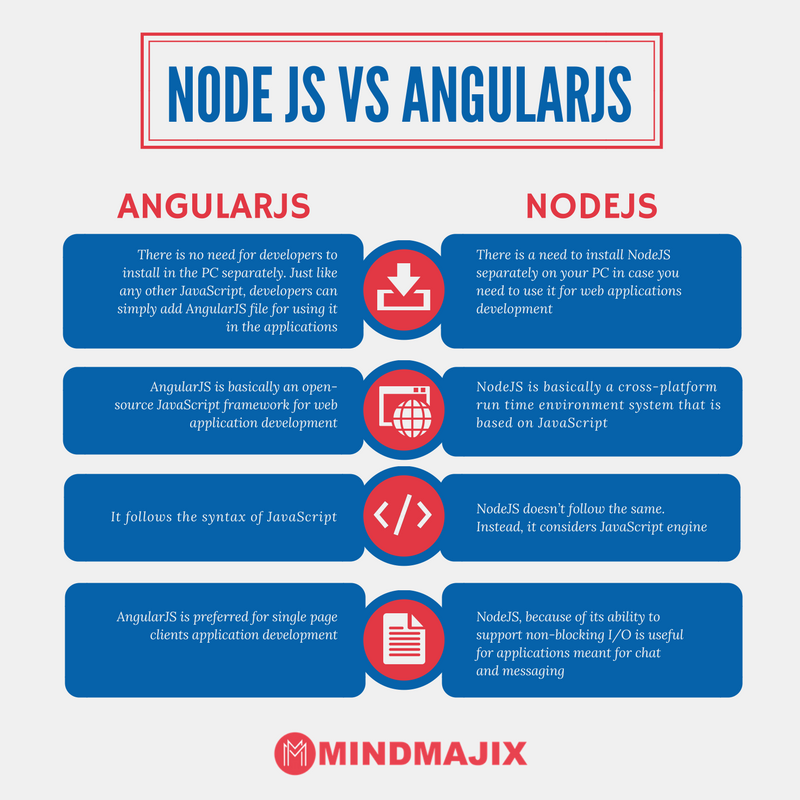 NODE JS VS ANGULARJS
ANGULARJS
There is no need for developers to
install in the PC separately. Just like
any other JavaScript, developers can
simply add AngularJS file for using it
in the applications
AngularJS is basically an open-
source JavaScript framework for web
application development
It follows the syntax of JavaScript
AngularJS is preferred for single page
clients application development
NODEJS
There is a need to install NodeJS
separately on your PC in case you
need to use it for web applications
development
NodeJS is basically a cross-platform
run time environment system that is
based on JavaScript
NodeJS doesn’t follow the same.
Instead, it considers JavaScript engine
NodeJS, because of its ability to
support non-blocking I/O is useful
for applications meant for chat
and messaging
MINDMAJIX